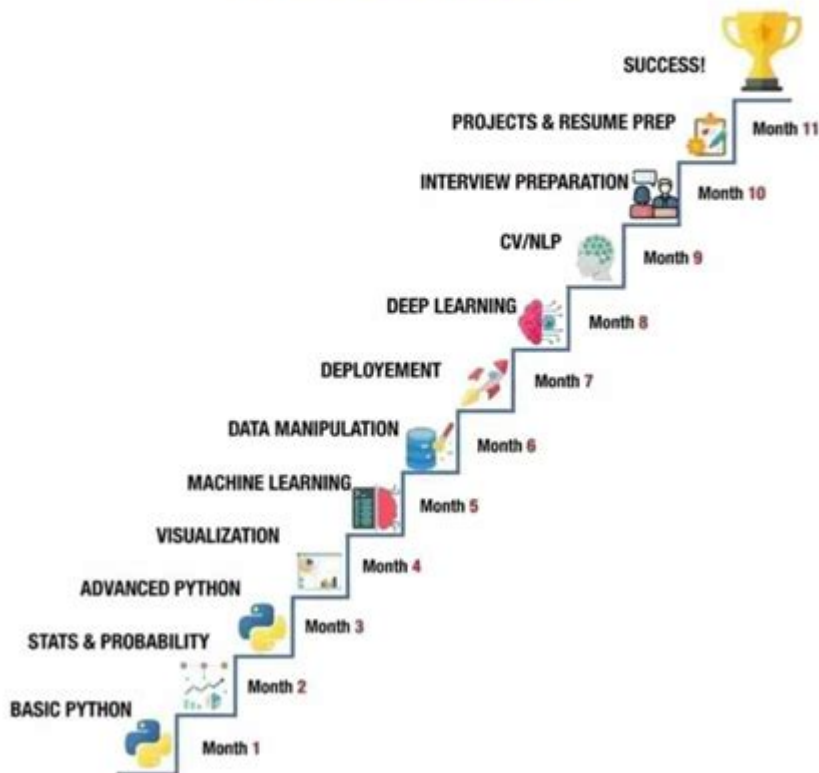 SUCCESS!
PROJECTS & RESUME PREP
Month 11
INTERVIEW PREPARATION
Month 10
CV/NLP
Month 9
DEEP LEARNING
Month 8
DEPLOYEMENT
Month 7
DATA MANIPULATION
Month 6
MACHINE LEARNING
Month 5
VISUALIZATION
Month 4
ADVANCED PYTHON
Month 3
STATS & PROBABILITY
Month 2
BASIC PYTHON
Month 1